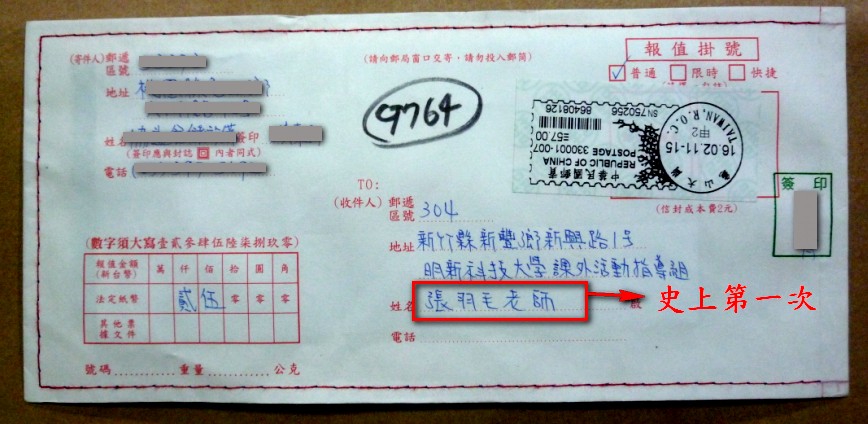 (寄件人) 郵遞
區號
地址
姓名
簽印
(簽印應與封誌 內者同式)
電話
(請向郵局窗口交寄,請勿投入郵筒)
9764
報值掛號
✓ 普通 限時 快捷
86408126
SN750256
≡57.00
330001-007
POSTAGE
REPUBLIC OF CHINA
中華民國郵資
TAIWAN,R.O.C.
甲2
16.02.11-15
(信封成本費2元)
簽 印
TO:
(收件人) 郵遞
區號 304
地址 新竹縣新豐鄉新興路1号
明新科技大學課外活動指導組
姓名 張羽毛老師 啟
史上第一次
電話
(數字須大寫壹貳參肆伍陸柒捌玖零)
報值金額 (新台幣) 萬 仟 佰 拾 圓 角
法定紙幣 貳 伍 零 零 零
其他票據文件
號碼............重量............公克